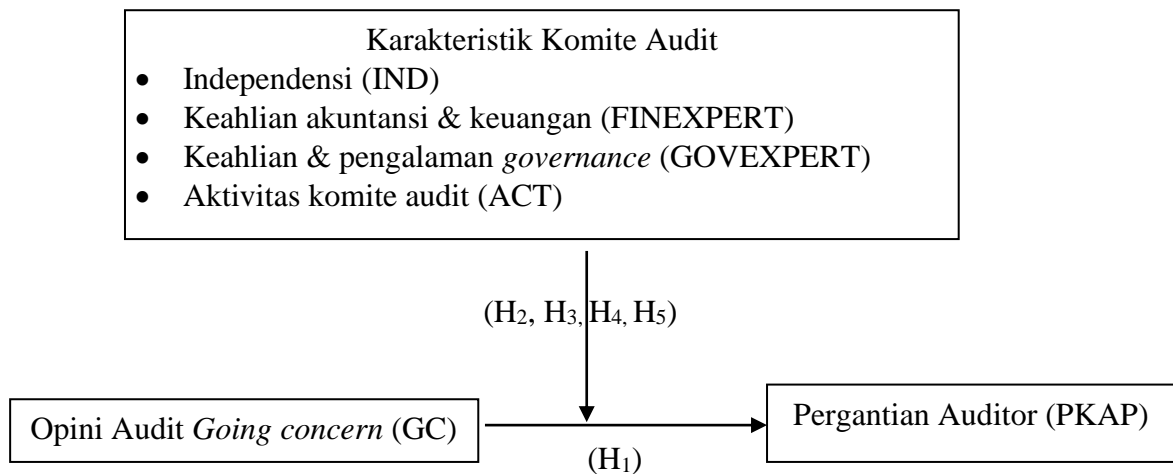 Karakteristik Komite Audit
• Independensi (IND)
• Keahlian akuntansi & keuangan (FINEXPERT)
• Keahlian & pengalaman governance (GOVEXPERT)
• Aktivitas komite audit (ACT)
(H2, H3, H4, H5)
Opini Audit Going concern (GC)
Pergantian Auditor (PKAP)
(H1)